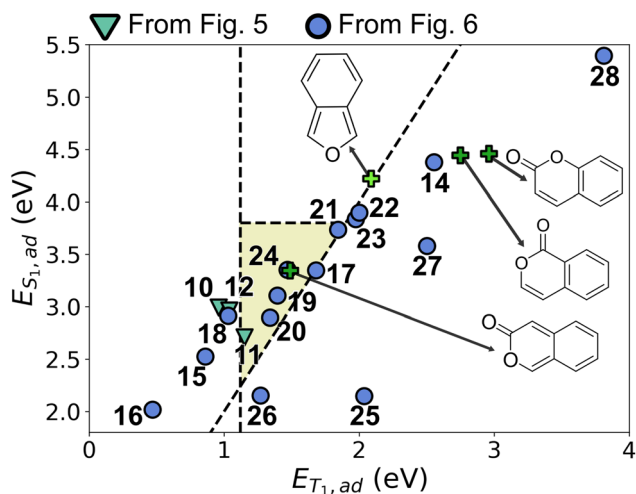 From Fig. 5
From Fig. 6
5.5
5.0
4.5
4.0
3.5
3.0
2.5
2.0
E_{S_1,ad} (eV)
28
O
14
O
O
21
22
23
O
O
27
24
17
10
12
19
O
O
18
20
11
15
16
26
25
0
1
2
3
4
E_{T_1,ad} (eV)